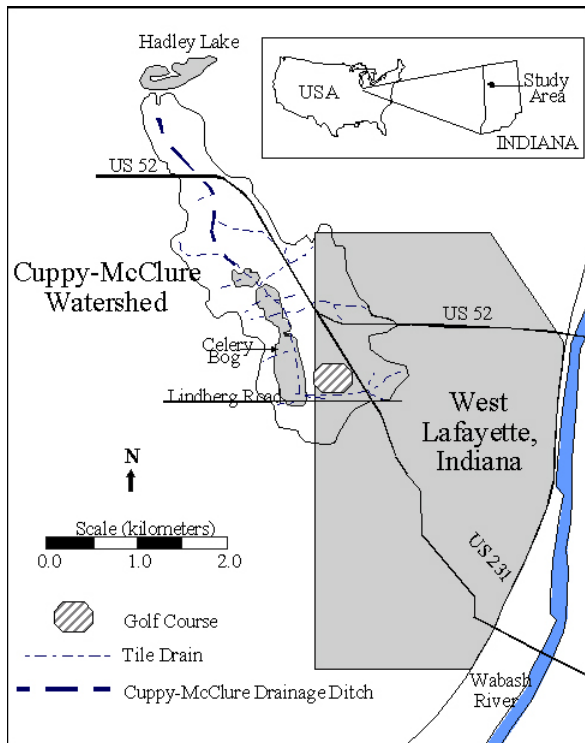 Hadley Lake
USA
Study
Area
INDIANA
US 52
Cuppy-McClure
Watershed
US 52
Celery
Bog
Lindberg Road
West
Lafayette,
Indiana
N
Scale (kilometers)
0.0 1.0 2.0
US 231
Golf Course
Tile Drain
Cuppy-McClure Drainage Ditch
Wabash
River